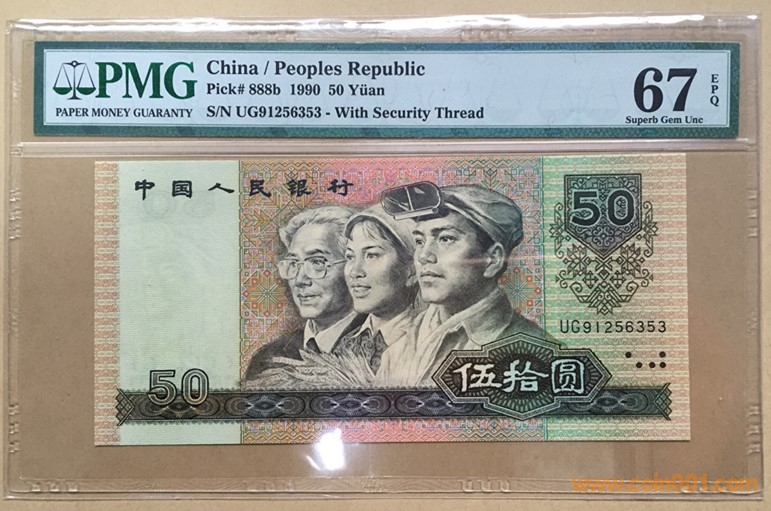 PMG
PAPER MONEY GUARANTY
China / Peoples Republic
Pick# 888b 1990 50 Yüan
S/N UG91256353 - With Security Thread
67
EPQ
Superb Gem Unc
中国人民银行
50
UG91256353
50
伍拾圆
www.coin001.com